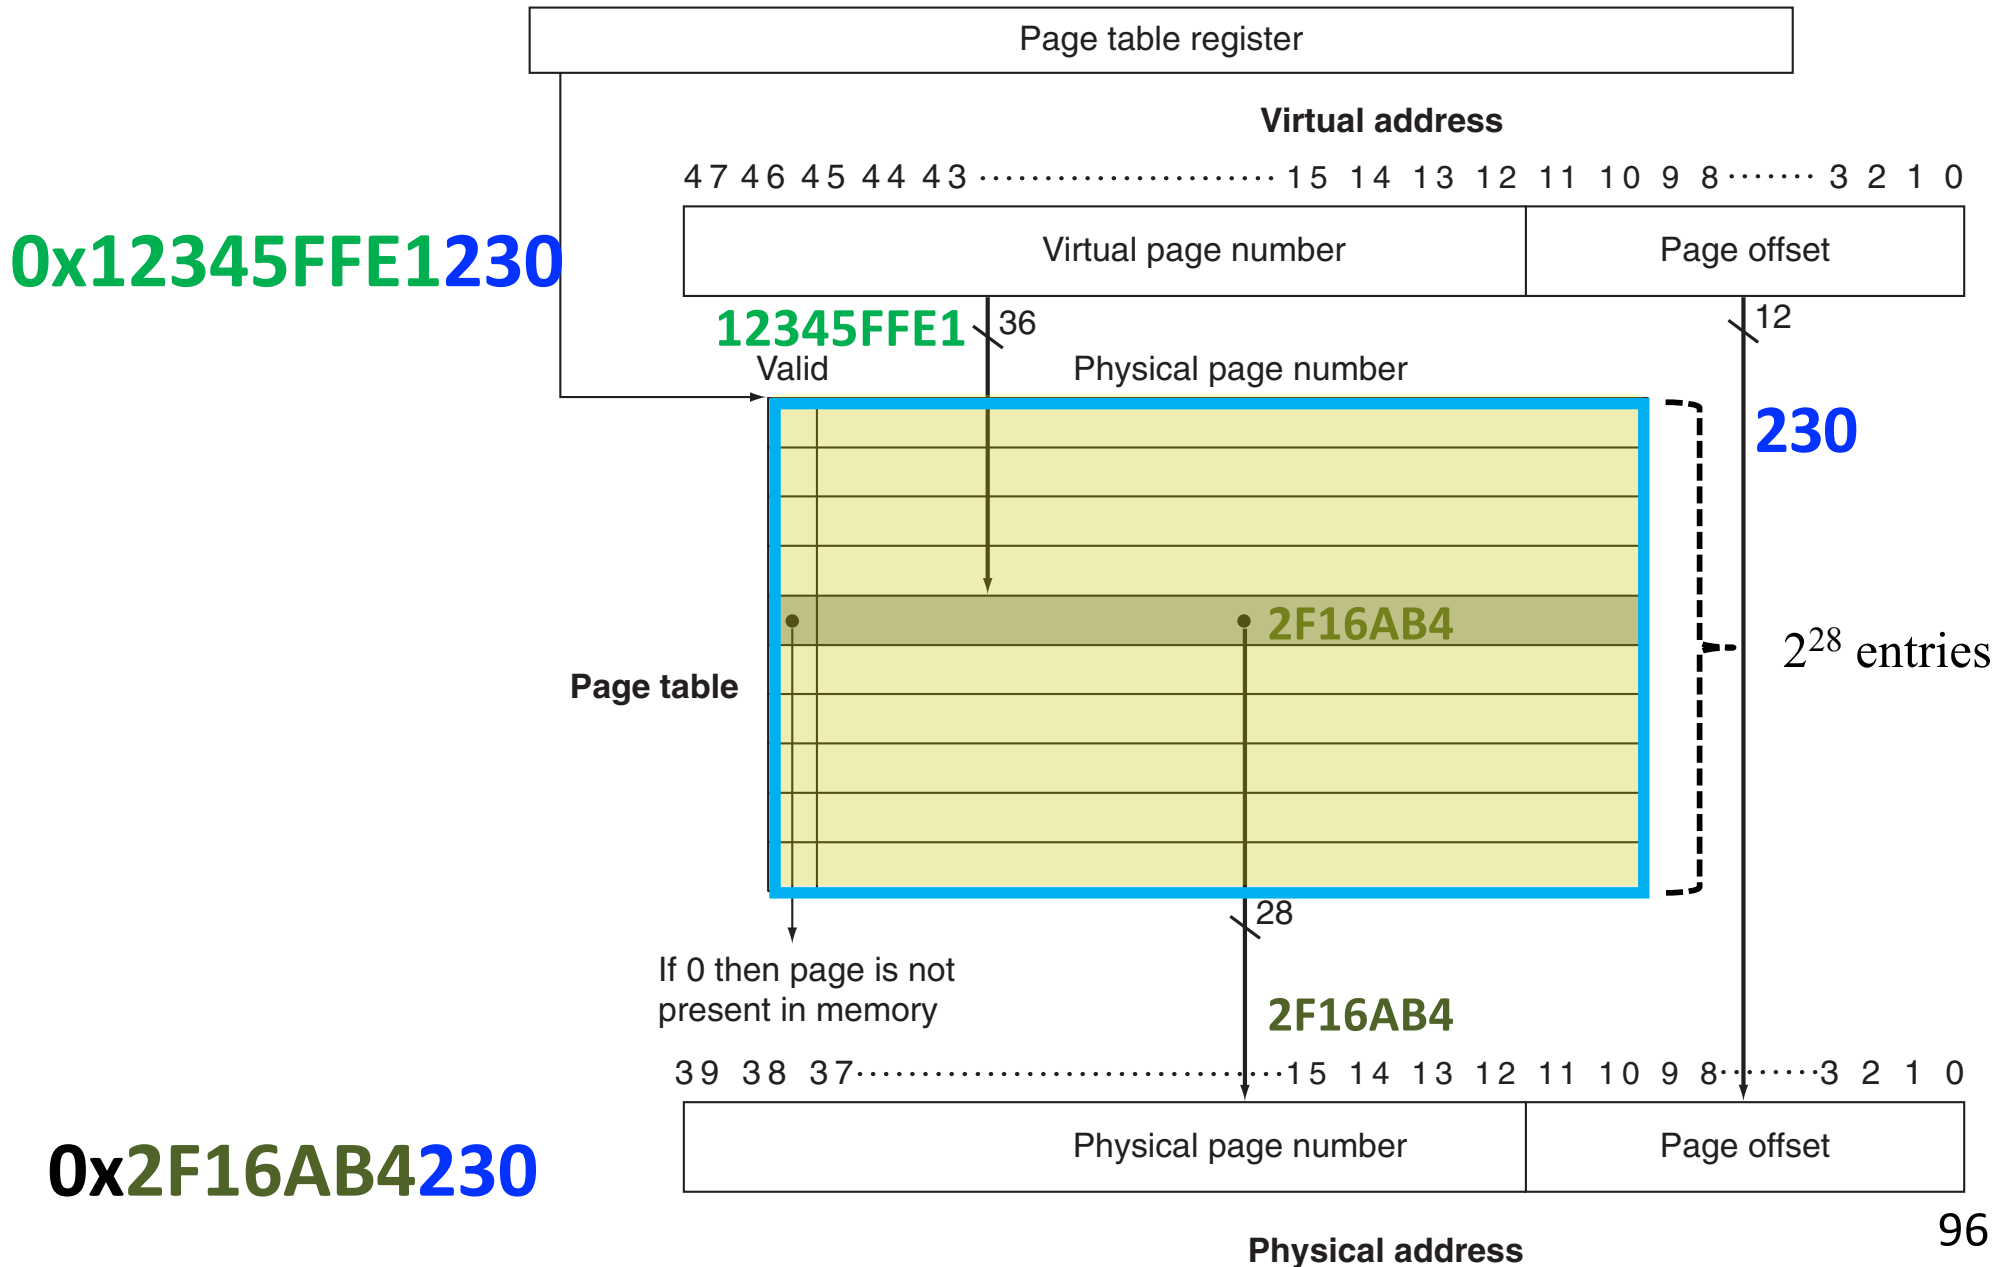 Page table register
Virtual address
47 46 45 44 43 ······················· 15 14 13 12 11 10 9 8 ······· 3 2 1 0
0x12345FFE1230
Virtual page number
Page offset
12345FFE1
36
12
Valid
Physical page number
230
2F16AB4
2²⁸ entries
Page table
28
If 0 then page is not
present in memory
2F16AB4
39 38 37·································15 14 13 12 11 10 9 8········3 2 1 0
0x2F16AB4230
Physical page number
Page offset
96
Physical address